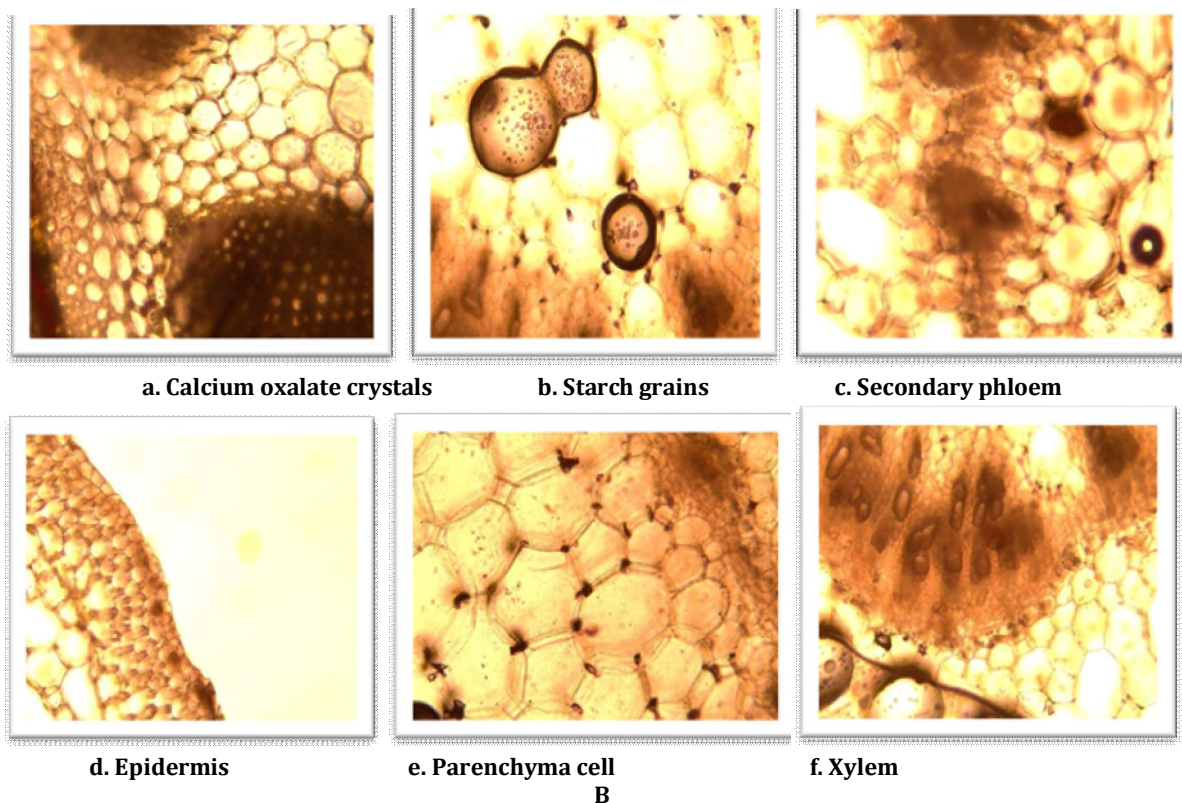 a. Calcium oxalate crystals b. Starch grains c. Secondary phloem
d. Epidermis e. Parenchyma cell f. Xylem
B